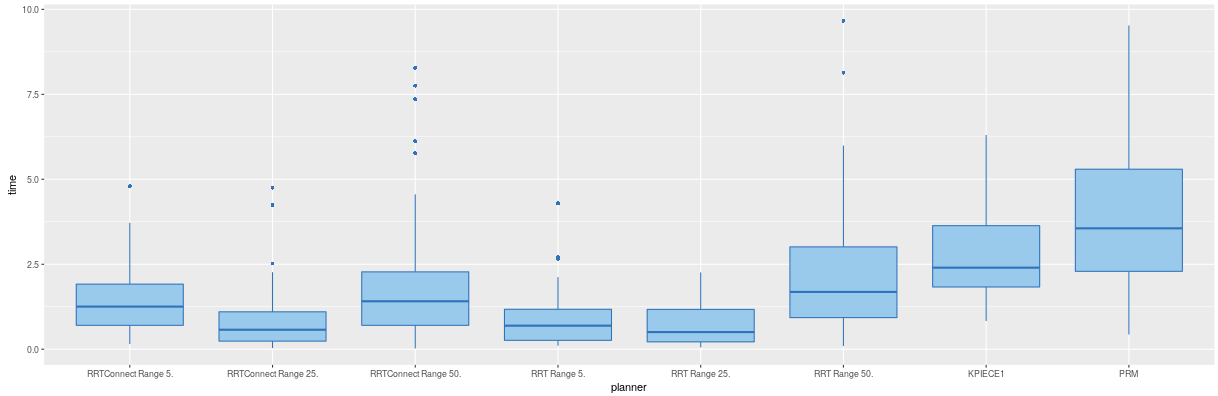 10.0
7.5
5.0
2.5
0.0
time
RRTConnect Range 5. RRTConnect Range 25. RRTConnect Range 50. RRT Range 5. RRT Range 25. RRT Range 50. KPIECE1 PRM
planner